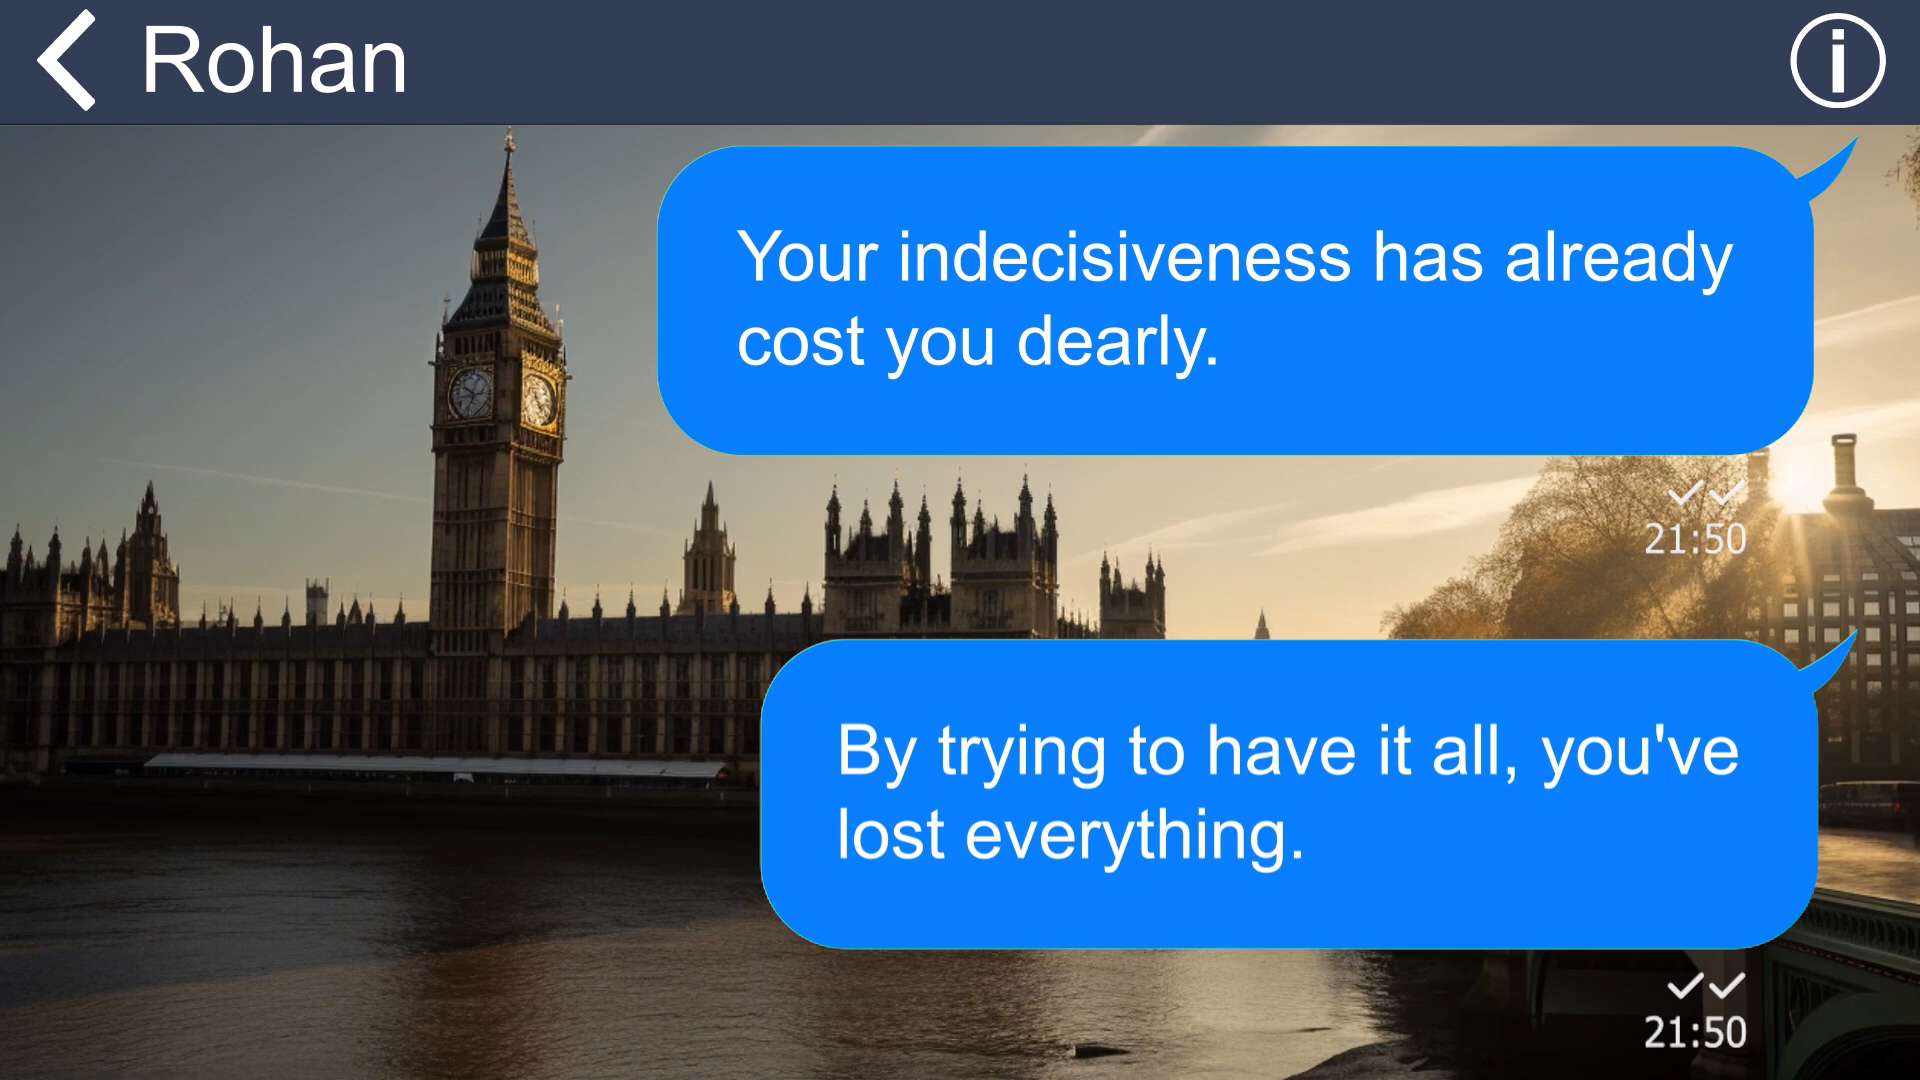 Rohan
Your indecisiveness has already
cost you dearly.
21:50
By trying to have it all, you've
lost everything.
21:50